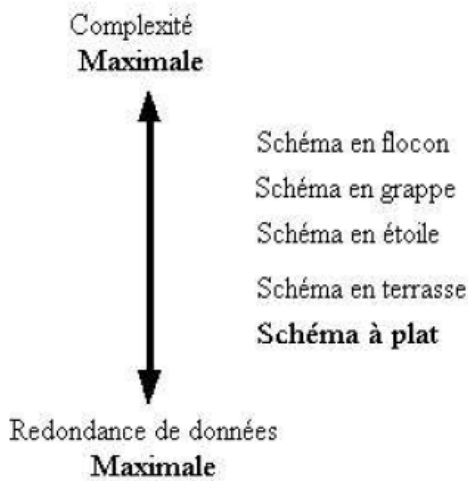 Complexité
Maximale
Schéma en flocon
Schéma en grappe
Schéma en étoile
Schéma en terrasse
Schéma à plat
Redondance de données
Maximale